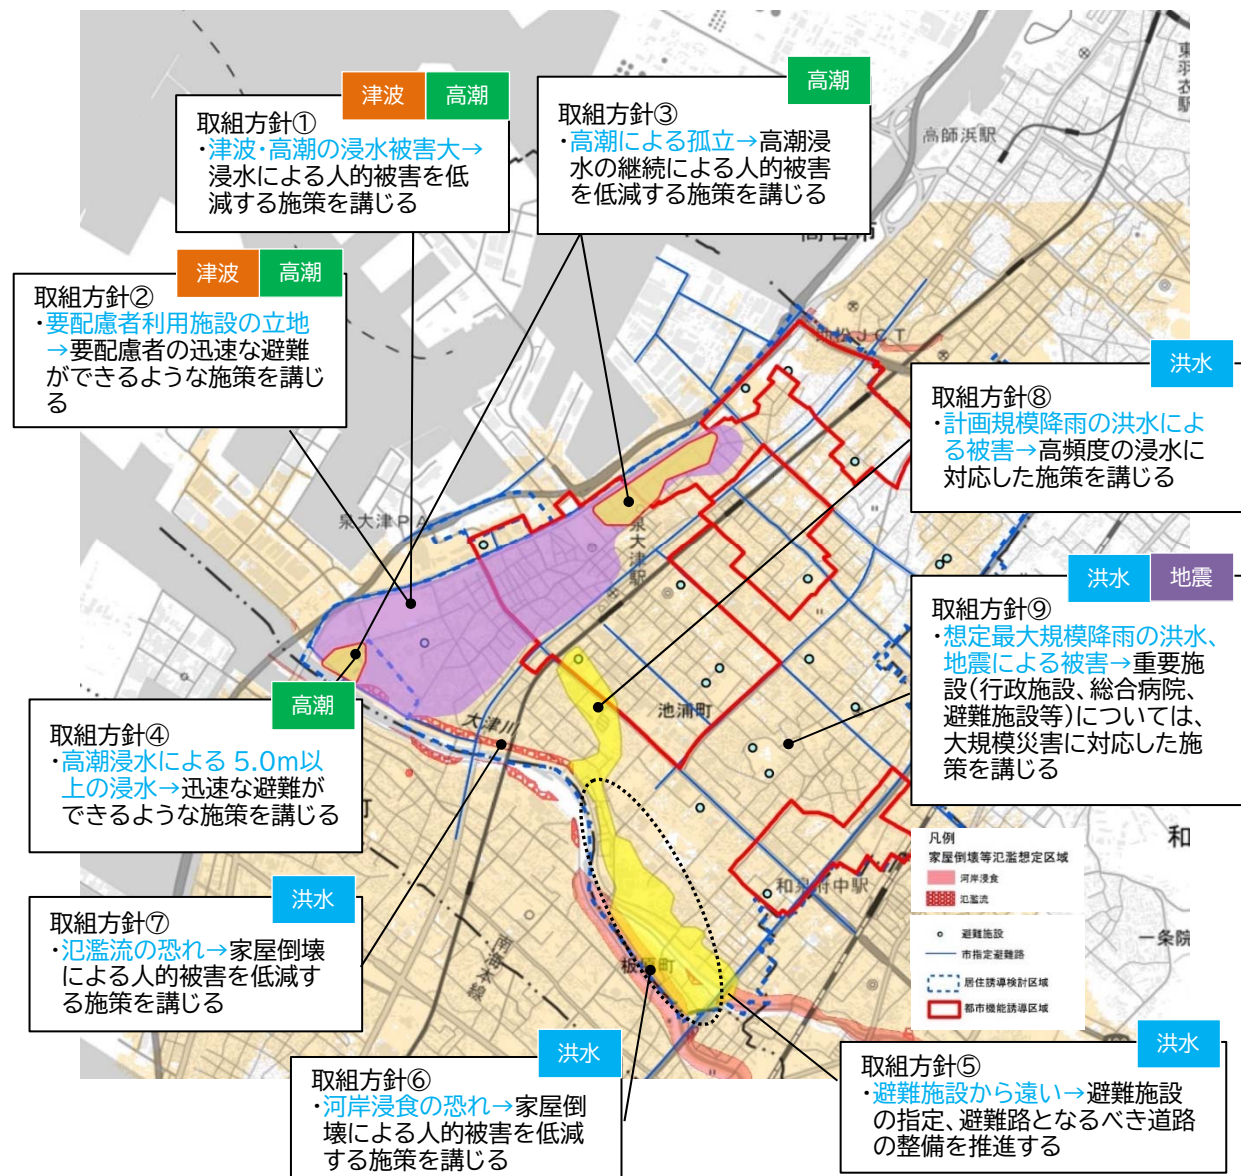 津波
高潮
取組方針①
・津波・高潮の浸水被害大→
浸水による人的被害を低
減する施策を講じる
高潮
取組方針③
・高潮による孤立→高潮浸
水の継続による人的被害
を低減する施策を講じる
津波
高潮
取組方針②
・要配慮者利用施設の立地
→要配慮者の迅速な避難
ができるような施策を講じ
る
洪水
取組方針⑧
・計画規模降雨の洪水によ
る被害→高頻度の浸水に
対応した施策を講じる
洪水
地震
取組方針⑨
・想定最大規模降雨の洪水、
地震による被害→重要施
設(行政施設、総合病院、
避難施設等)については、
大規模災害に対応した施
策を講じる
高潮
取組方針④
・高潮浸水による 5.0m以
上の浸水→迅速な避難が
できるような施策を講じる
洪水
取組方針⑦
・氾濫流の恐れ→家屋倒壊
による人的被害を低減す
る施策を講じる
洪水
取組方針⑥
・河岸浸食の恐れ→家屋倒
壊による人的被害を低減
する施策を講じる
洪水
取組方針⑤
・避難施設から遠い→避難施設
の指定、避難路となるべき道路
の整備を推進する
東羽衣駅
高師浜駅
高石市
JCT
泉大津PA
泉大津駅
大津川
池浦町
和泉府中駅
板原町
南海本線
和
一条院
町
凡例
家屋倒壊等氾濫想定区域
河岸浸食
氾濫流
避難施設
市指定避難路
居住誘導検討区域
都市機能誘導区域